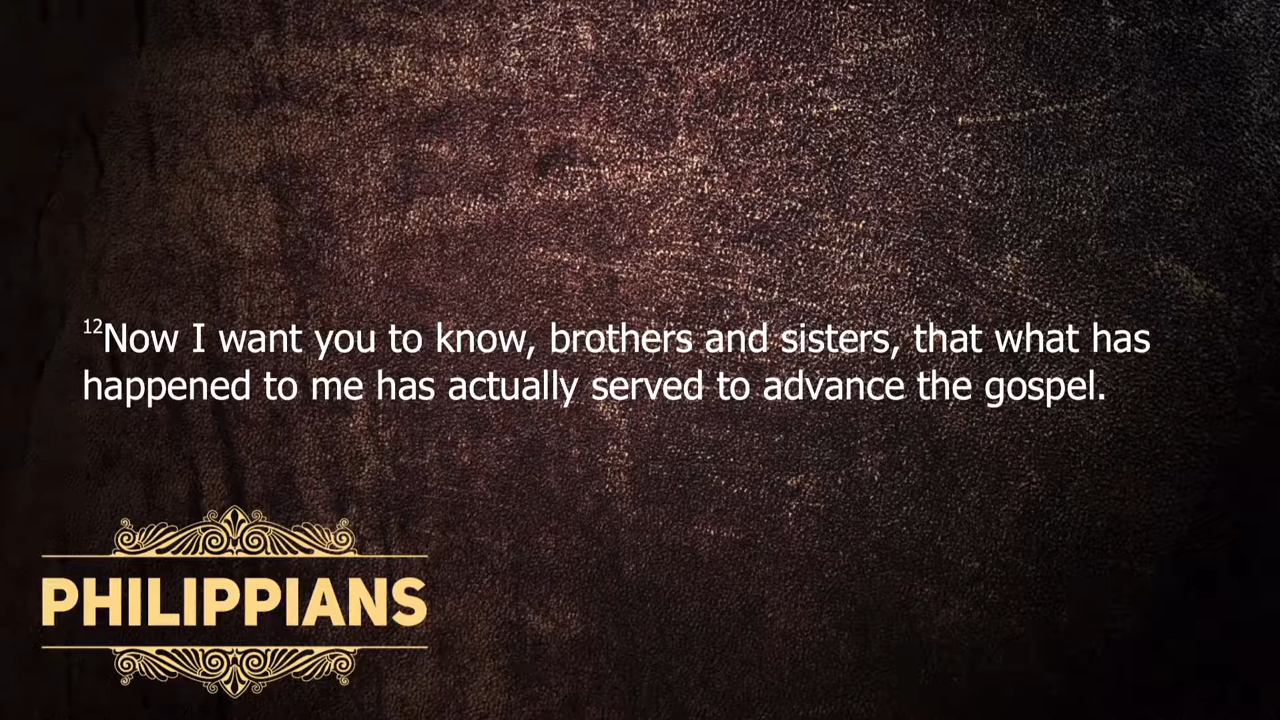 ¹²Now I want you to know, brothers and sisters, that what has
happened to me has actually served to advance the gospel.
PHILIPPIANS